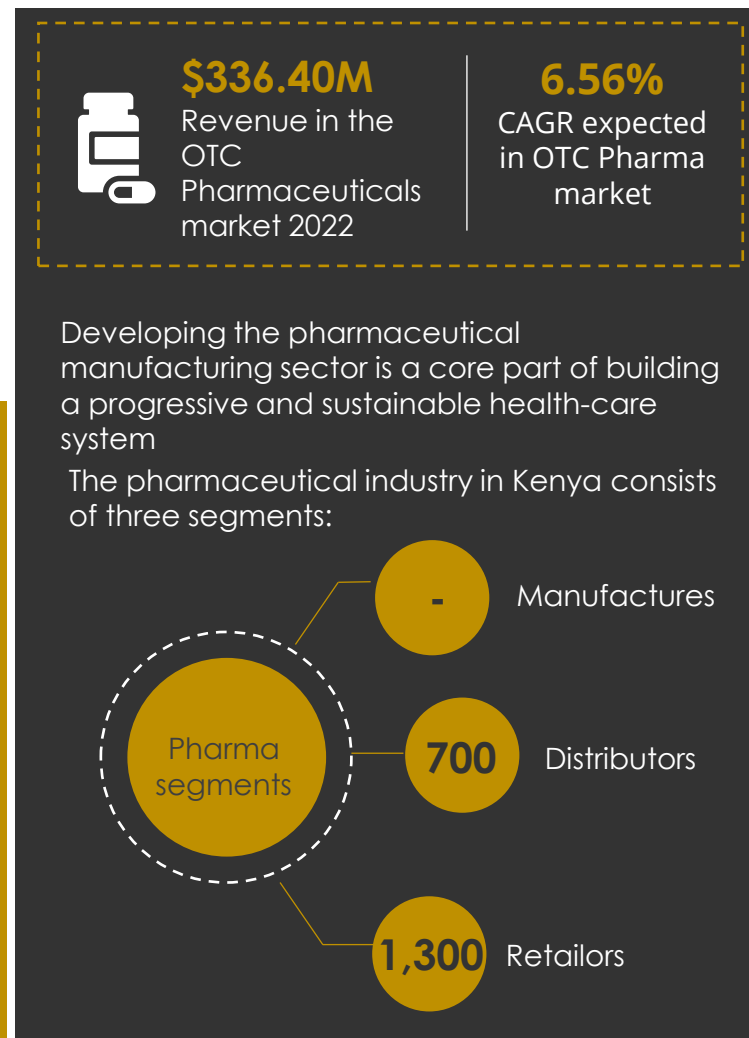 $336.40M
Revenue in the
OTC
Pharmaceuticals
market 2022
6.56%
CAGR expected
in OTC Pharma
market
Developing the pharmaceutical
manufacturing sector is a core part of building
a progressive and sustainable health-care
system
The pharmaceutical industry in Kenya consists
of three segments:
Pharma
segments
-
Manufactures
700
Distributors
1,300
Retailors